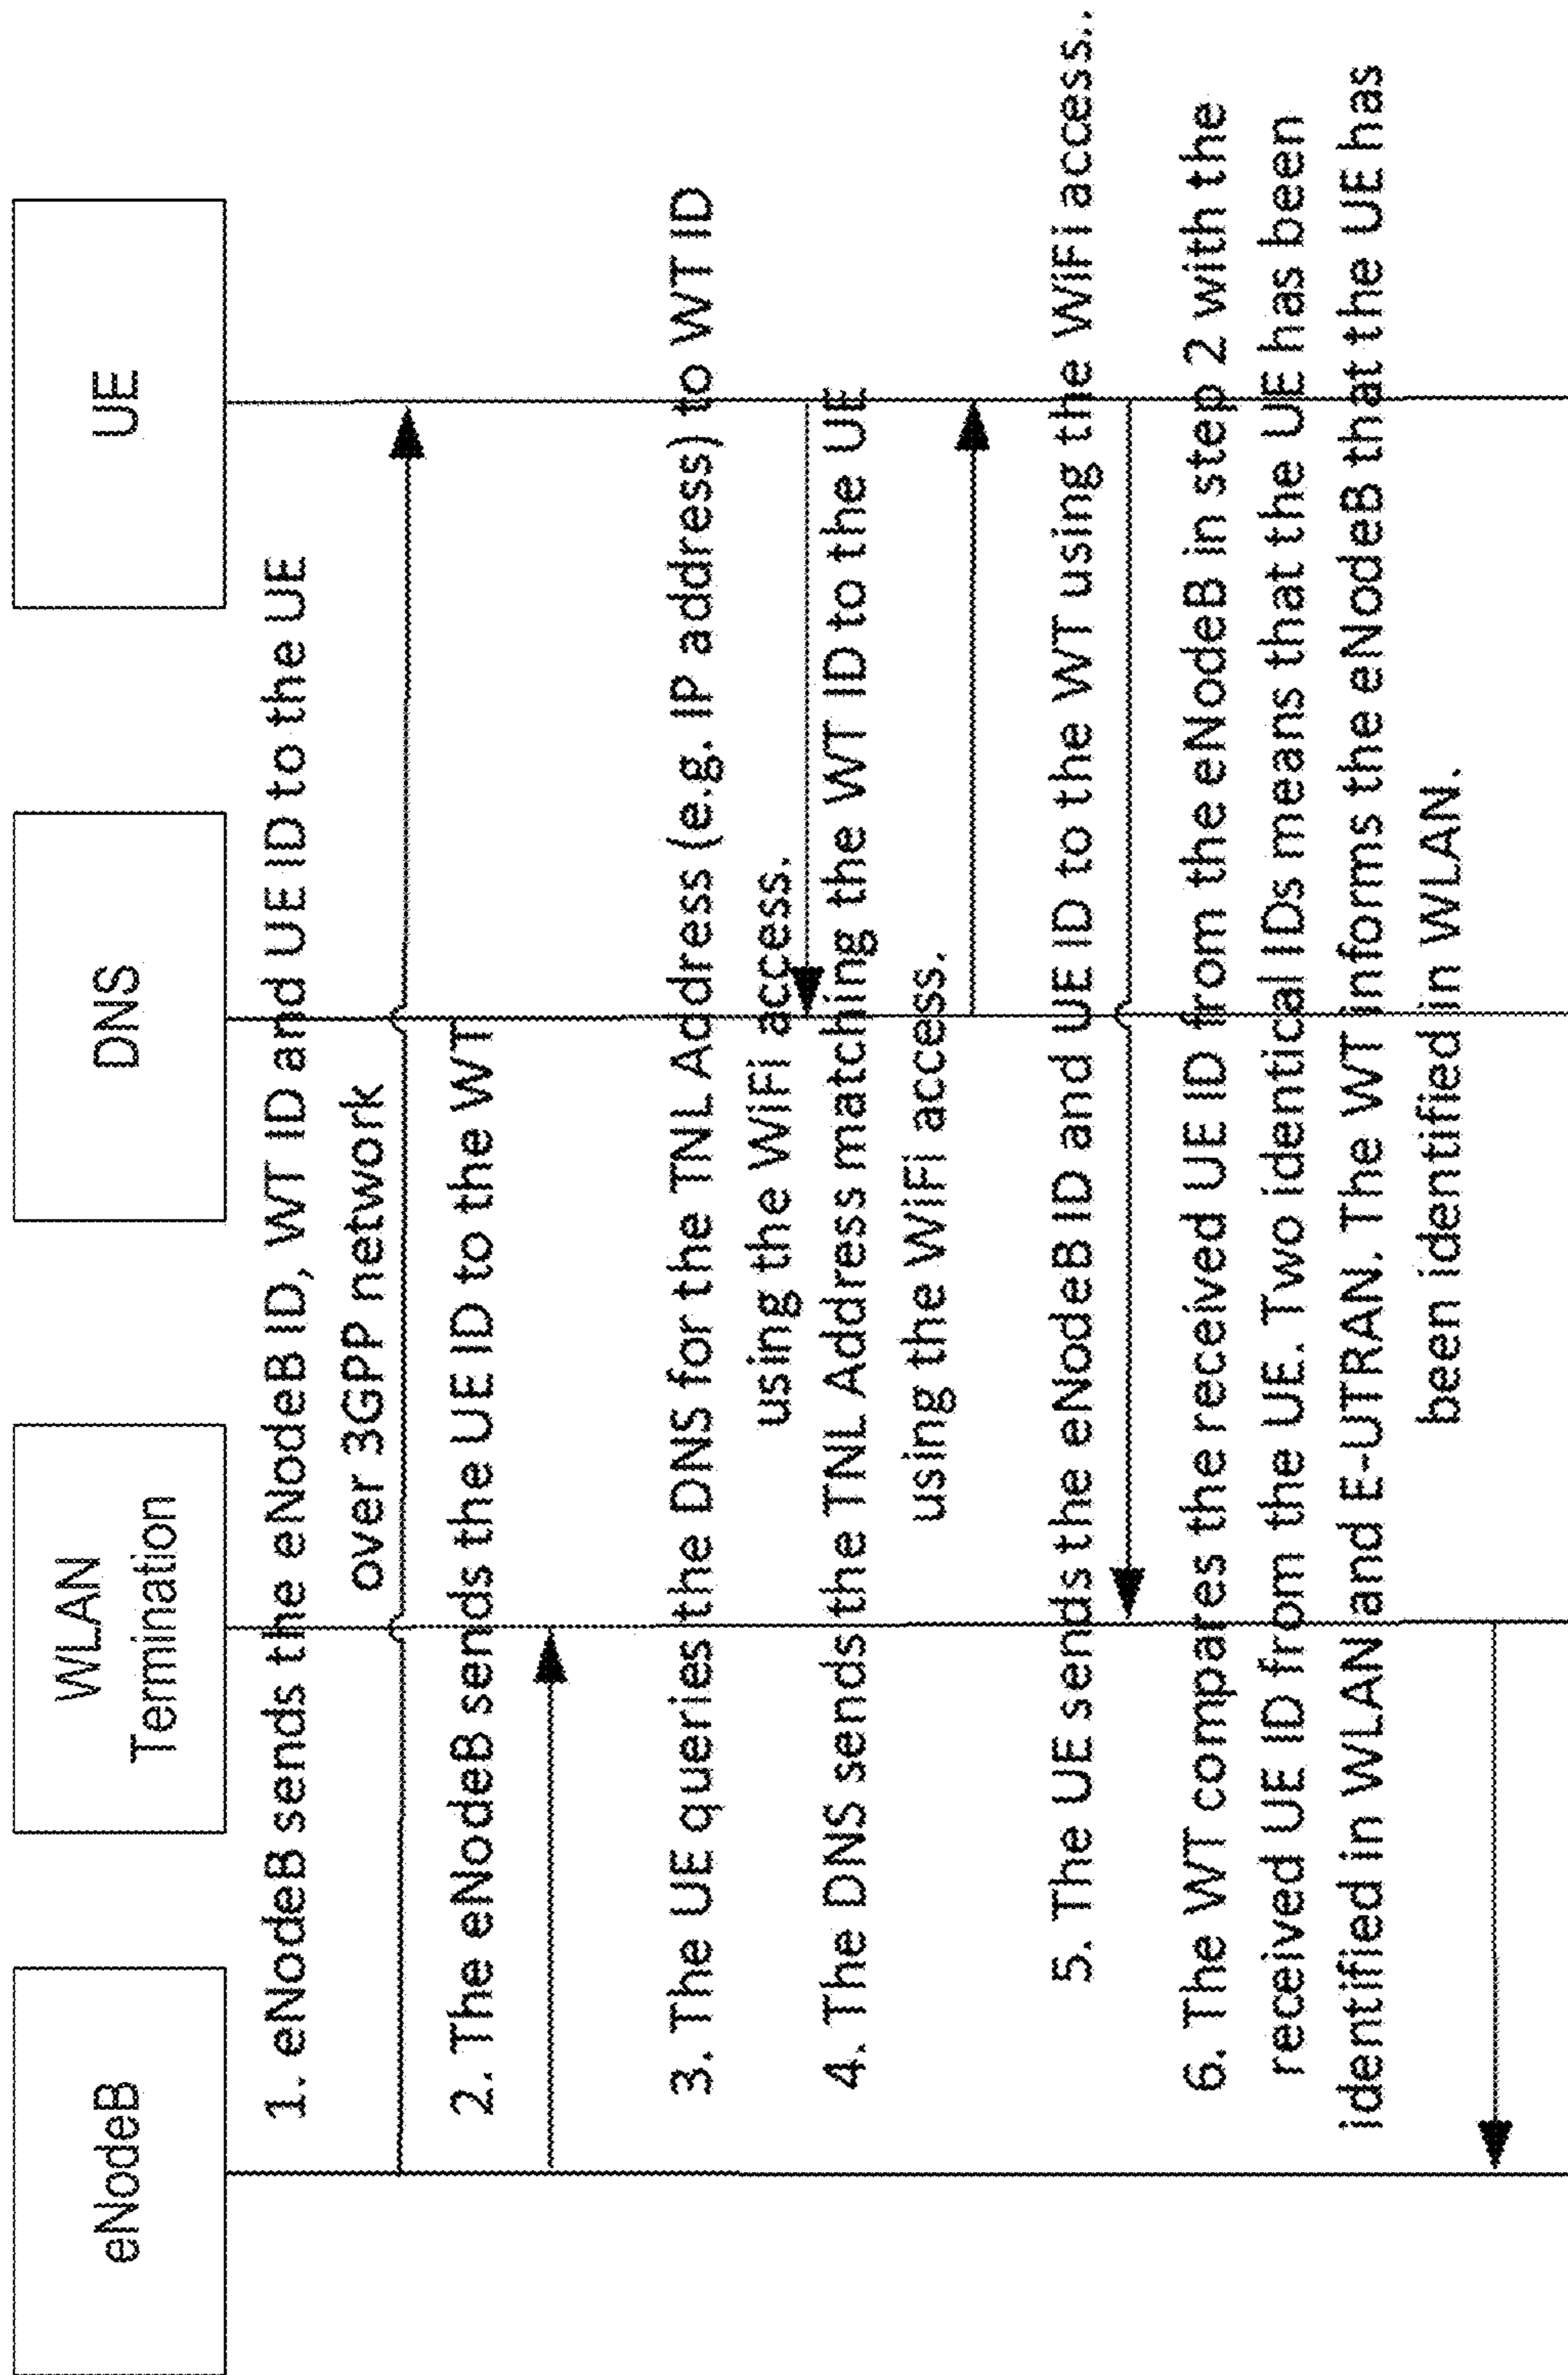 eNodeB
WLAN
Termination
DNS
UE
1. eNodeB sends the eNodeB ID, WT ID and UE ID to the UE
over 3GPP network
2. The eNodeB sends the UE ID to the WT
3. The UE queries the DNS for the TNL Address (e.g. IP address) to WT ID
using the WiFi access.
4. The DNS sends the TNL Address matching the WT ID to the UE
using the WiFi access.
5. The UE sends the eNodeB ID and UE ID to the WT using the WiFi access..
6. The WT compares the received UE ID from the eNodeB in step 2 with the
received UE ID from the UE. Two identical IDs means that the UE has been
identified in WLAN and E-UTRAN. The WT informs the eNodeB that the UE has
been identified in WLAN.